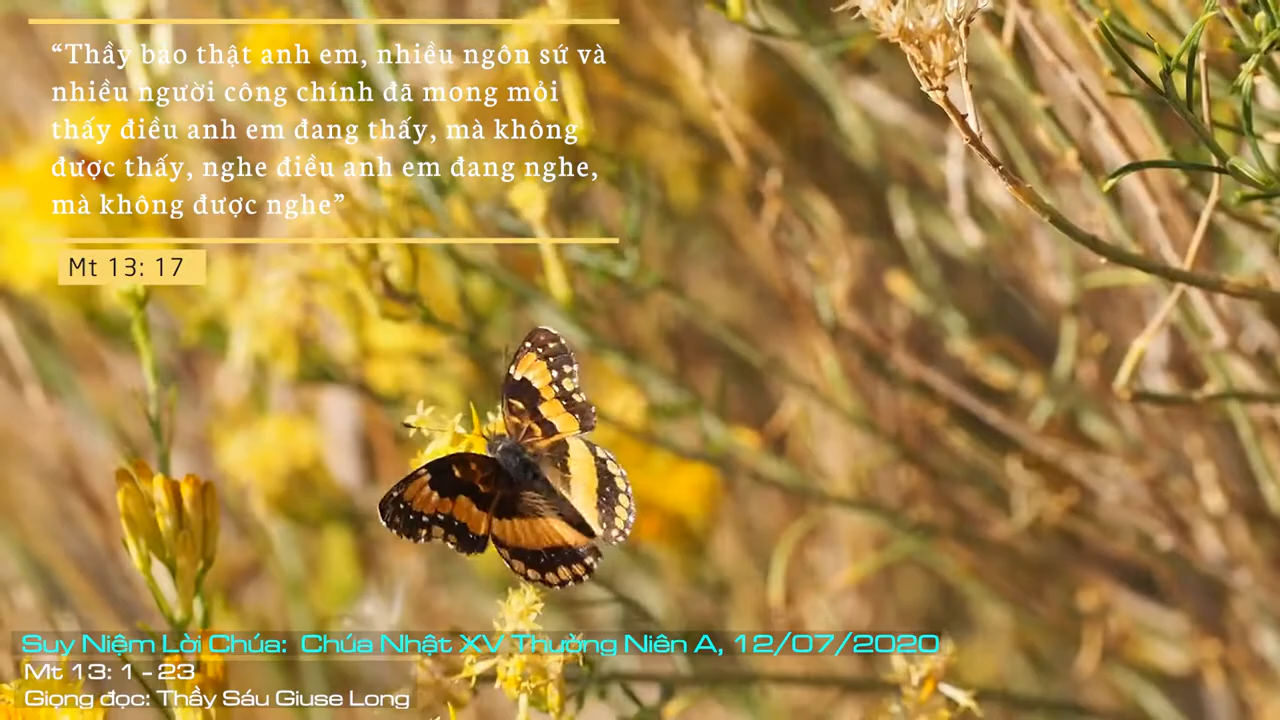 “Thầy bảo thật anh em, nhiều ngôn sứ và
nhiều người công chính đã mong mỏi
thấy điều anh em đang thấy, mà không
được thấy, nghe điều anh em đang nghe,
mà không được nghe”
Mt 13: 17
Suy Niệm Lời Chúa: Chúa Nhật XV Thường Niên A, 12/07/2020
Mt 13: 1 - 23
Giọng đọc: Thầy Sáu Giuse Long